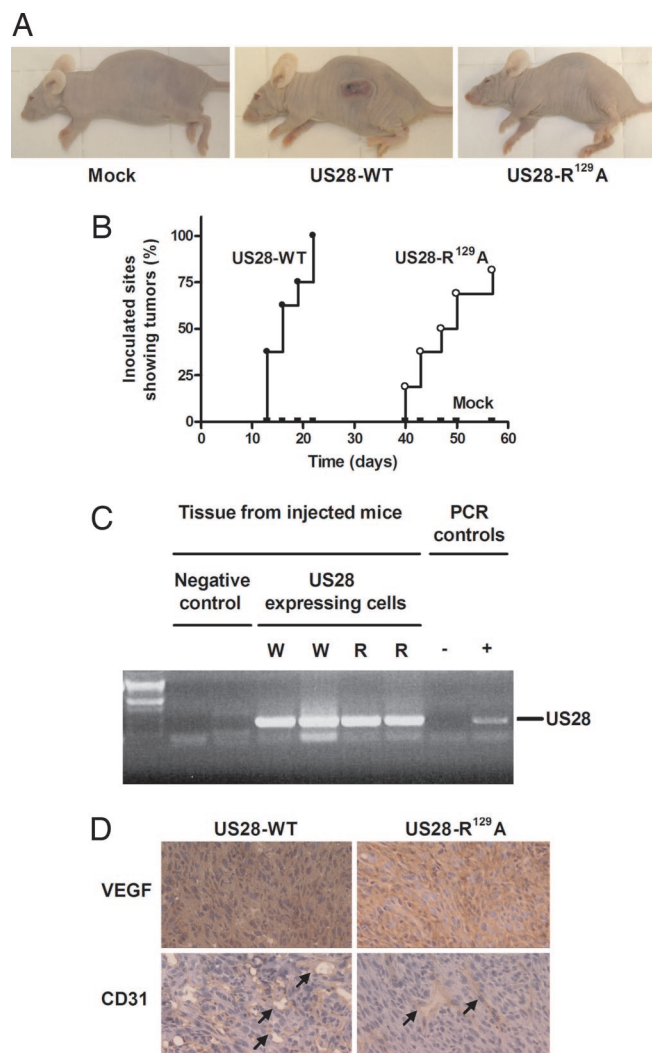 A
Mock US28-WT US28-R¹²⁹A
B
Inoculated sites
showing tumors (%)
100
75
50
25
0
US28-WT US28-R¹²⁹A
Mock
0 10 20 30 40 50 60
Time (days)
C
Tissue from injected mice
PCR
controls
Negative
control
US28
expressing cells
W W R R - +
US28
D
US28-WT US28-R¹²⁹A
VEGF
CD31